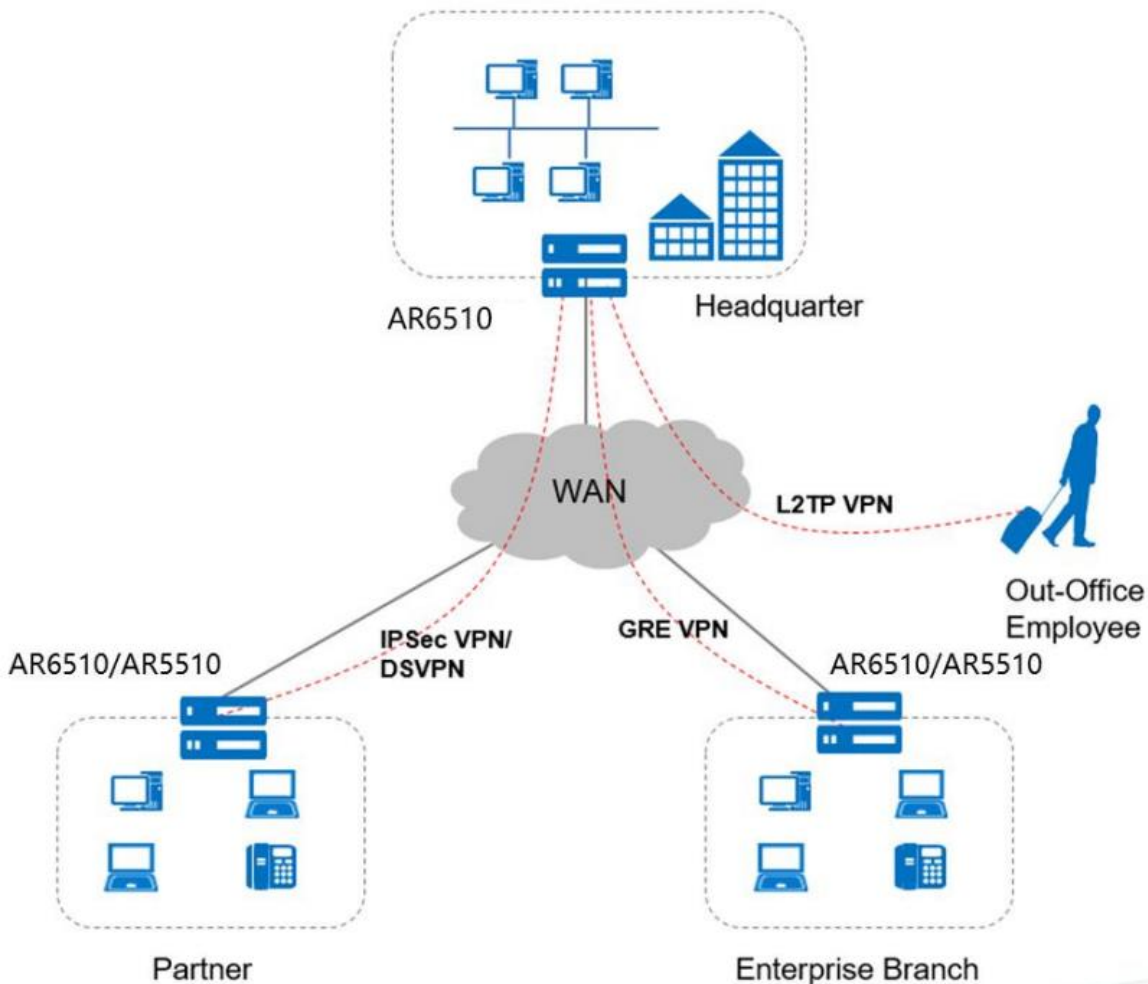 AR6510
Headquarter
WAN
L2TP VPN
Out-Office
Employee
IPSec VPN/
DSVPN
GRE VPN
AR6510/AR5510
AR6510/AR5510
Partner
Enterprise Branch